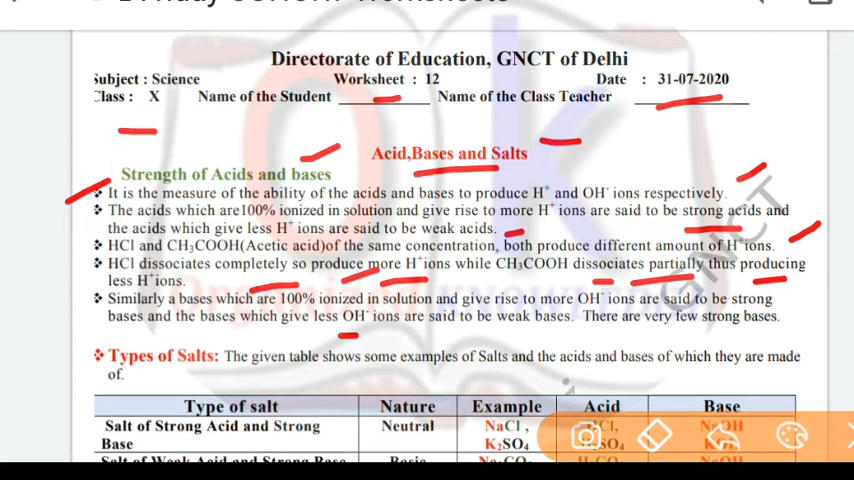 Directorate of Education, GNCT of Delhi
Subject : Science Worksheet : 12 Date : 31-07-2020
Class : X Name of the Student Name of the Class Teacher
Acid,Bases and Salts
Strength of Acids and bases
❖ It is the measure of the ability of the acids and bases to produce H⁺ and OH⁻ ions respectively.
❖ The acids which are100% ionized in solution and give rise to more H⁺ ions are said to be strong acids and
the acids which give less H⁺ ions are said to be weak acids.
❖ HCl and CH₃COOH(Acetic acid)of the same concentration, both produce different amount of H⁺ions.
❖ HCl dissociates completely so produce more H⁺ions while CH₃COOH dissociates partially thus producing
less H⁺ions.
❖ Similarly a bases which are 100% ionized in solution and give rise to more OH⁻ ions are said to be strong
bases and the bases which give less OH⁻ ions are said to be weak bases. There are very few strong bases.
❖ Types of Salts: The given table shows some examples of Salts and the acids and bases of which they are made
of.
Type of salt Nature Example Acid Base
Salt of Strong Acid and Strong Neutral NaCl ,
Base K₂SO₄
GNCT